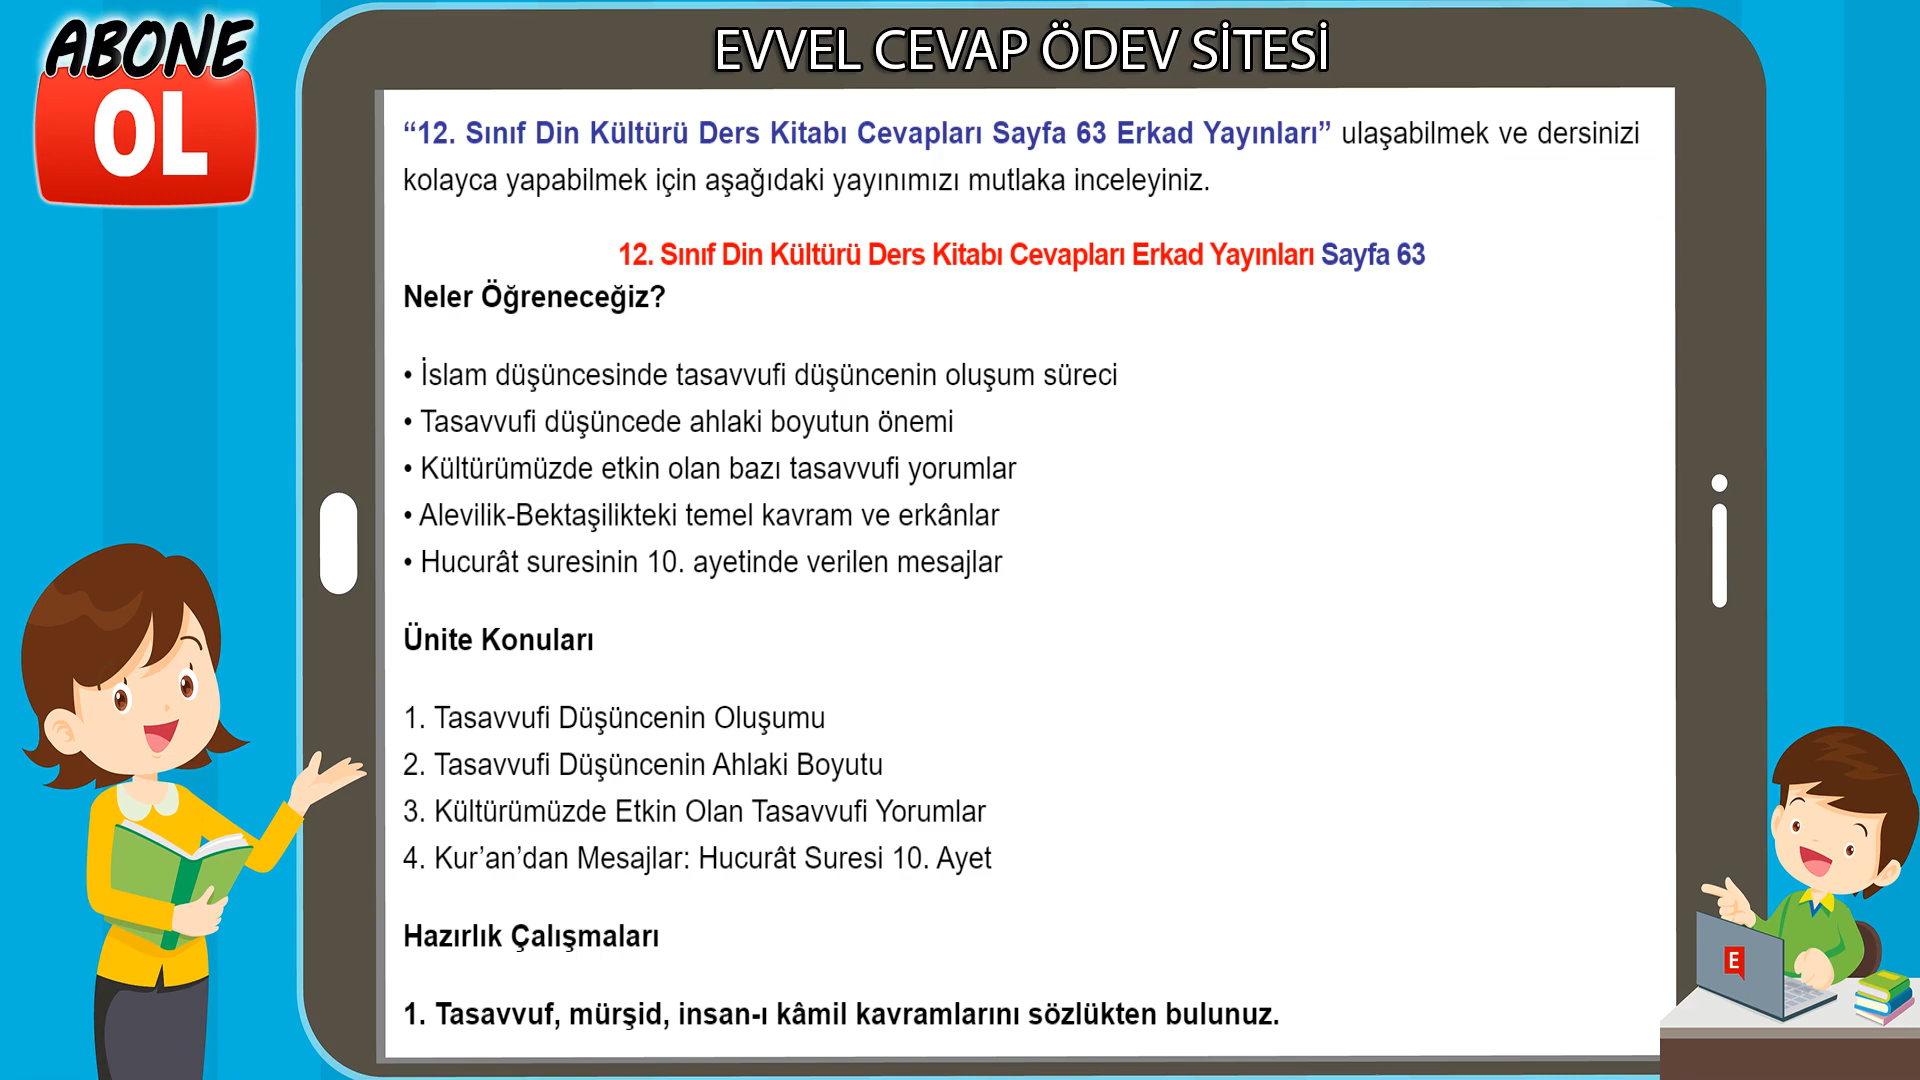 ABONE
OL
EVVEL CEVAP ÖDEV SİTESİ
“12. Sınıf Din Kültürü Ders Kitabı Cevapları Sayfa 63 Erkad Yayınları” ulaşabilmek ve dersinizi
kolayca yapabilmek için aşağıdaki yayınımızı mutlaka inceleyiniz.
12. Sınıf Din Kültürü Ders Kitabı Cevapları Erkad Yayınları Sayfa 63
Neler Öğreneceğiz?
• İslam düşüncesinde tasavvufi düşüncenin oluşum süreci
• Tasavvufi düşüncede ahlaki boyutun önemi
• Kültürümüzde etkin olan bazı tasavvufi yorumlar
• Alevilik-Bektaşilikteki temel kavram ve erkânlar
• Hucurât suresinin 10. ayetinde verilen mesajlar
Ünite Konuları
1. Tasavvufi Düşüncenin Oluşumu
2. Tasavvufi Düşüncenin Ahlaki Boyutu
3. Kültürümüzde Etkin Olan Tasavvufi Yorumlar
4. Kur’an’dan Mesajlar: Hucurât Suresi 10. Ayet
Hazırlık Çalışmaları
1. Tasavvuf, mürşid, insan-ı kâmil kavramlarını sözlükten bulunuz.
E